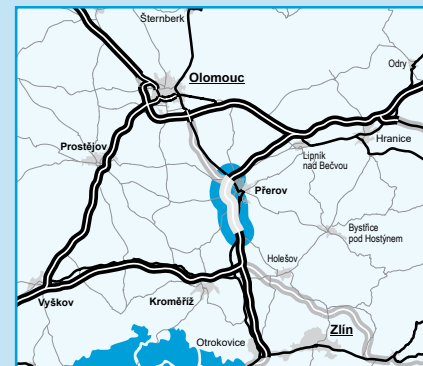 Šternberk
Odry
Olomouc
Hranice
Prostějov
Lipník
nad Bečvou
Přerov
Bystřice
pod Hostýnem
Holešov
Vyškov
Kroměříž
Zlín
Otrokovice